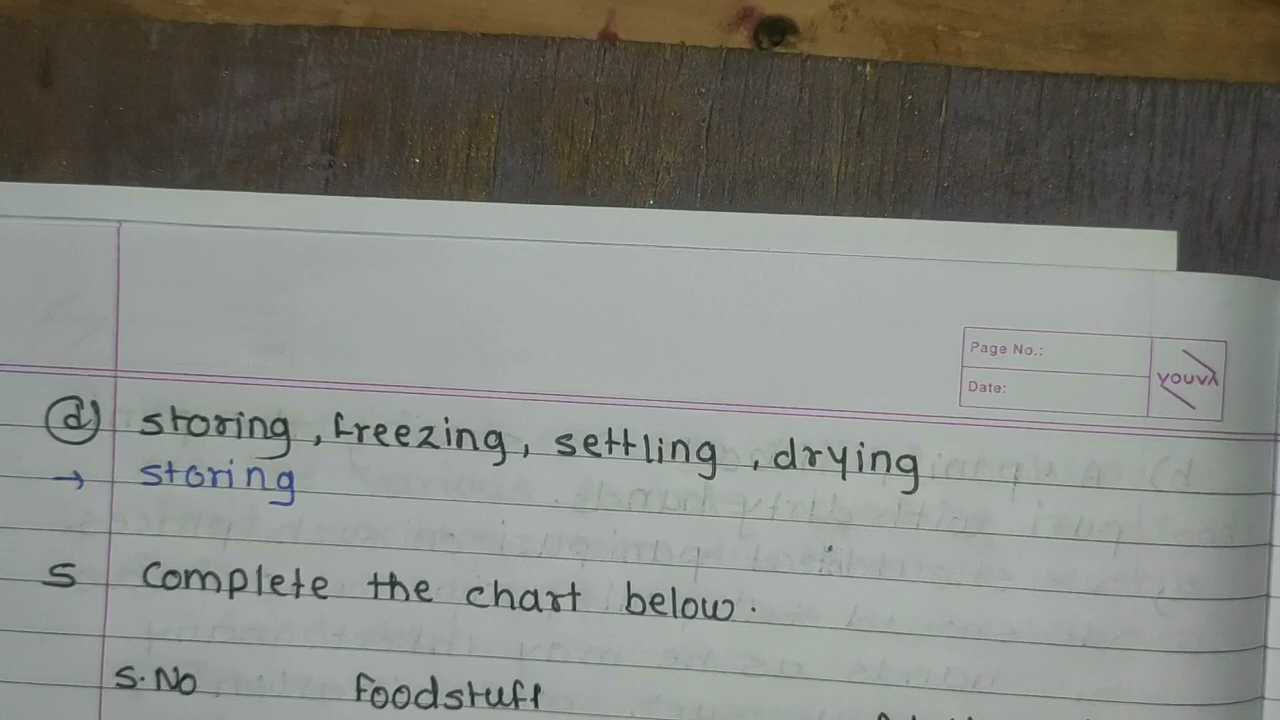 Page No.:
Date:
youva
d) storing, freezing, settling, drying
→ storing
5 Complete the chart below.
S.No Foodstuff